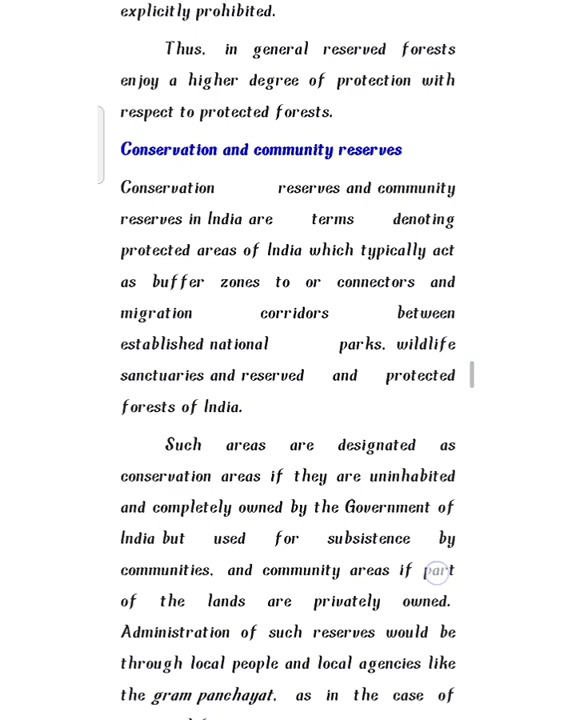 explicitly prohibited.
Thus, in general reserved forests
enjoy a higher degree of protection with
respect to protected forests.
Conservation and community reserves
Conservation reserves and community
reserves in India are terms denoting
protected areas of India which typically act
as buffer zones to or connectors and
migration corridors between
established national parks, wildlife
sanctuaries and reserved and protected
forests of India.
Such areas are designated as
conservation areas if they are uninhabited
and completely owned by the Government of
India but used for subsistence by
communities, and community areas if part
of the lands are privately owned.
Administration of such reserves would be
through local people and local agencies like
the gram panchayat, as in the case of